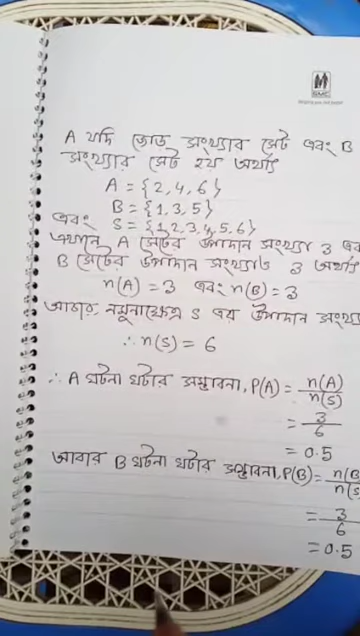 SMC
A যদি জোড় সংখ্যার সেট এবং B
সংখ্যার সেট হয় অর্থাৎ
A = {2, 4, 6}
B = {1, 3, 5}
এবং S = {1, 2, 3, 4, 5, 6}
এখানে A সেটের উপাদান সংখ্যা 3 এবং
B সেটের উপাদান সংখ্যাও 3 অর্থাৎ
n(A) = 3 এবং n(B) = 3
আবার, নমুনাক্ষেত্র S এর উপাদান সংখ্যা
∴ n(S) = 6
∴ A ঘটনা ঘটার সম্ভাবনা, P(A) = n(A)/n(S)
= 3/6
= 0.5
আবার B ঘটনা ঘটার সম্ভাবনা, P(B) = n(B)/n(S)
= 3/6
= 0.5